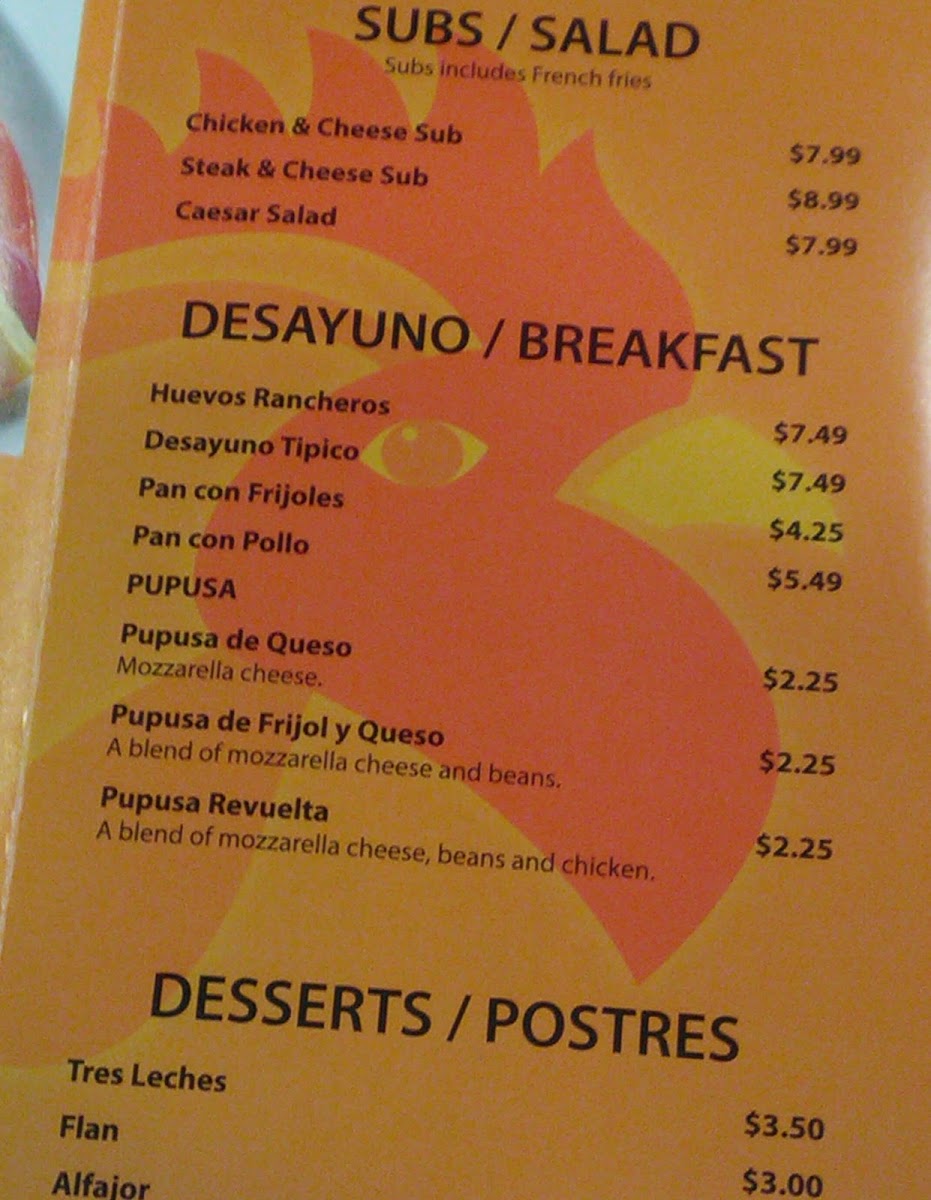 SUBS / SALAD
Subs includes French fries
Chicken & Cheese Sub $7.99
Steak & Cheese Sub $8.99
Caesar Salad $7.99
DESAYUNO / BREAKFAST
Huevos Rancheros $7.49
Desayuno Tipico $7.49
Pan con Frijoles $4.25
Pan con Pollo $5.49
PUPUSA
Pupusa de Queso $2.25
Mozzarella cheese.
Pupusa de Frijol y Queso $2.25
A blend of mozzarella cheese and beans.
Pupusa Revuelta $2.25
A blend of mozzarella cheese, beans and chicken.
DESSERTS / POSTRES
Tres Leches $3.50
Flan $3.00
Alfajor